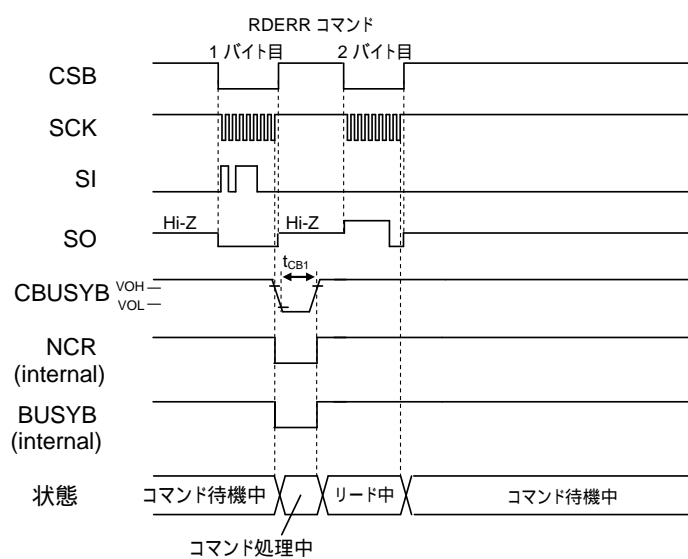 RDERR コマンド
1 バイト目
2 バイト目
CSB
SCK
SI
SO
Hi-Z
Hi-Z
tCB1
CBUSYB
VOH
VOL
NCR
(internal)
BUSYB
(internal)
状態
コマンド待機中
リード中
コマンド待機中
コマンド処理中